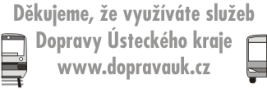 Děkujeme, že využíváte služeb
Dopravy Ústeckého kraje
www.dopravauk.cz